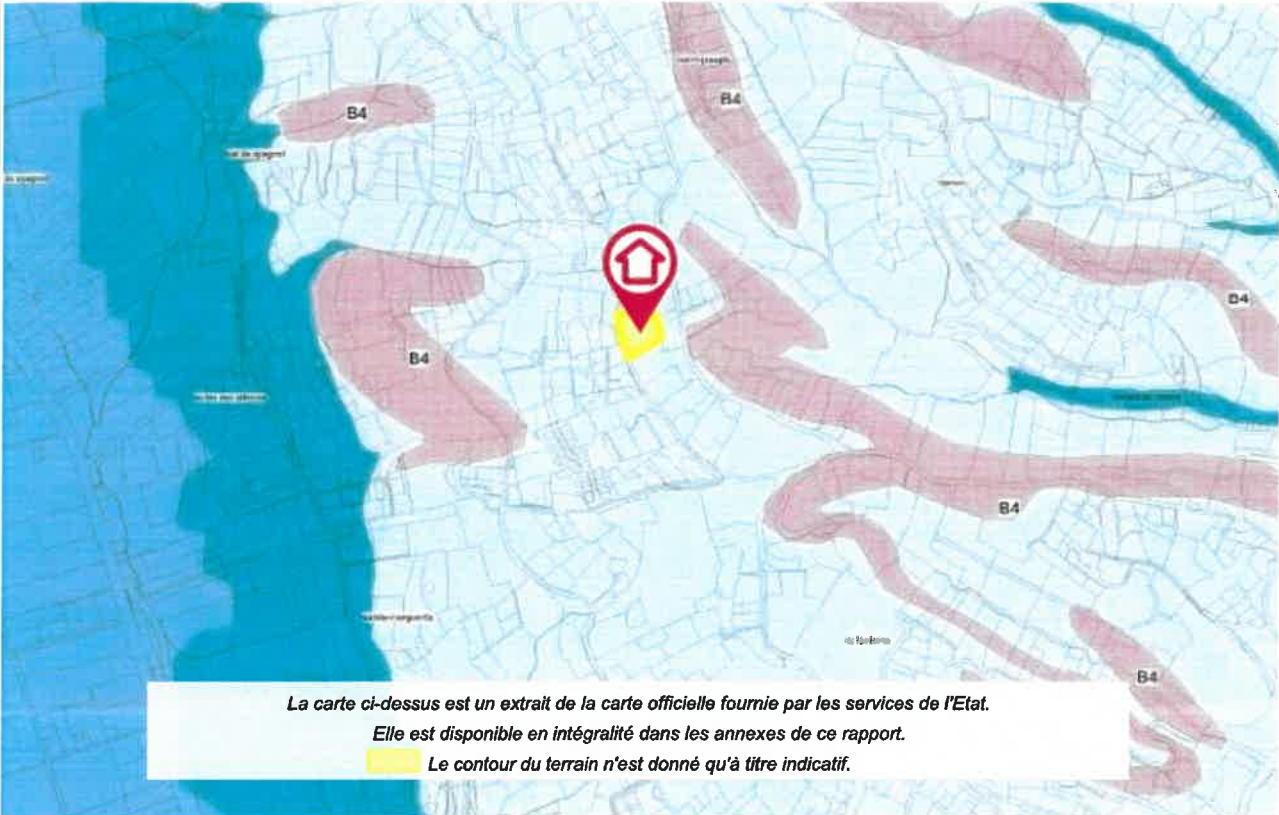 B4
B4
B4
B4
B4
B4
La carte ci-dessus est un extrait de la carte officielle fournie par les services de l'Etat.
Elle est disponible en intégralité dans les annexes de ce rapport.
Le contour du terrain n'est donné qu'à titre indicatif.